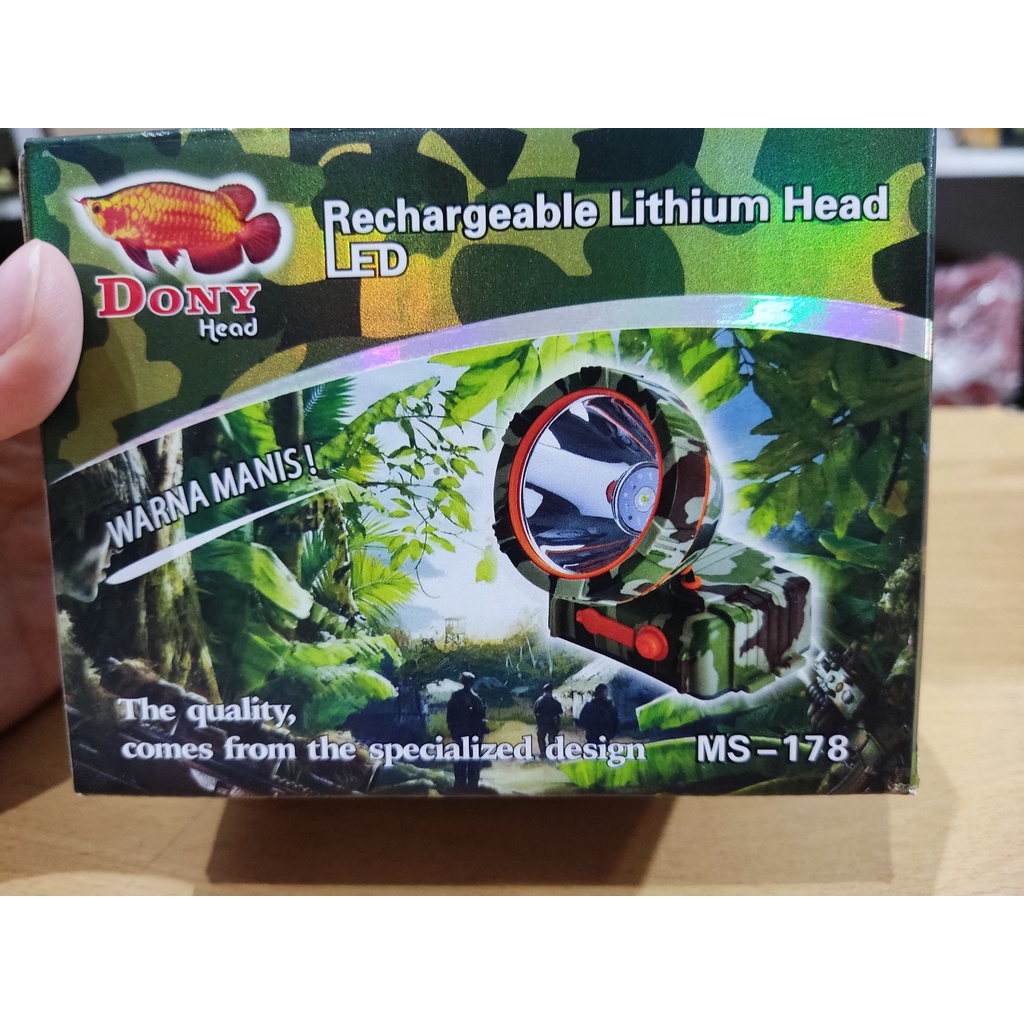 DONY
Head
Rechargeable Lithium Head
LED
WARNA MANIS!
The quality,
comes from the specialized design
MS-178